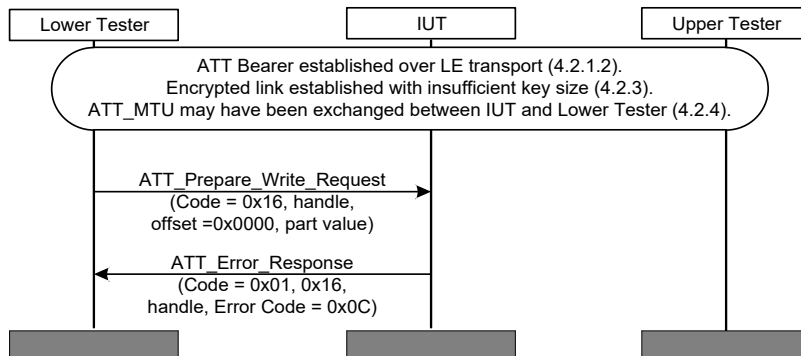 Lower Tester
IUT
Upper Tester
ATT Bearer established over LE transport (4.2.1.2).
Encrypted link established with insufficient key size (4.2.3).
ATT_MTU may have been exchanged between IUT and Lower Tester (4.2.4).
ATT_Prepare_Write_Request
(Code = 0x16, handle,
offset =0x0000, part value)
ATT_Error_Response
(Code = 0x01, 0x16,
handle, Error Code = 0x0C)